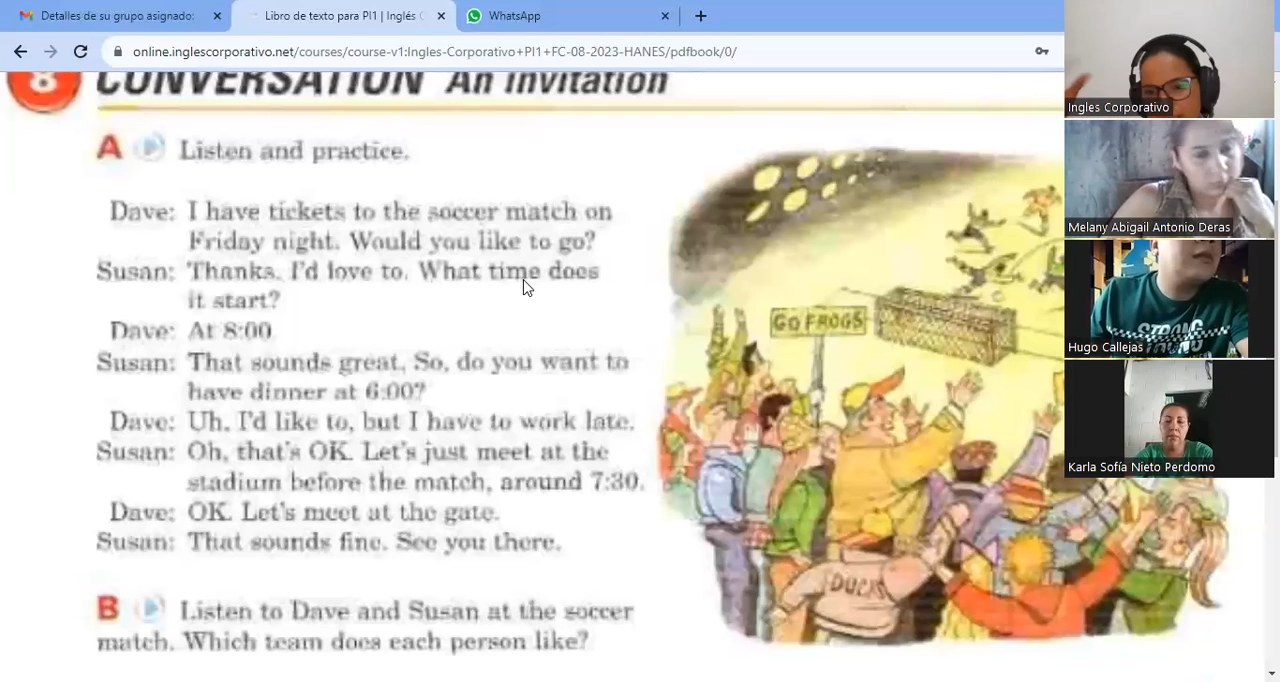 Detalles de su grupo asignado:
Libro de texto para PI1 | Inglés C
WhatsApp
online.inglescorporativo.net/courses/course-v1:Ingles-Corporativo+PI1+FC-08-2023-HANES/pdfbook/0/
8 CONVERSATION An invitation
A Listen and practice.
Dave: I have tickets to the soccer match on
Friday night. Would you like to go?
Susan: Thanks. I'd love to. What time does
it start?
Dave: At 8:00.
Susan: That sounds great. So, do you want to
have dinner at 6:00?
Dave: Uh, I'd like to, but I have to work late.
Susan: Oh, that's OK. Let's just meet at the
stadium before the match, around 7:30.
Dave: OK. Let's meet at the gate.
Susan: That sounds fine. See you there.
B Listen to Dave and Susan at the soccer
match. Which team does each person like?
GO FROGS
DUCKS
Ingles Corporativo
Melany Abigail Antonio Deras
STRONG
Hugo Callejas
Karla Sofía Nieto Perdomo